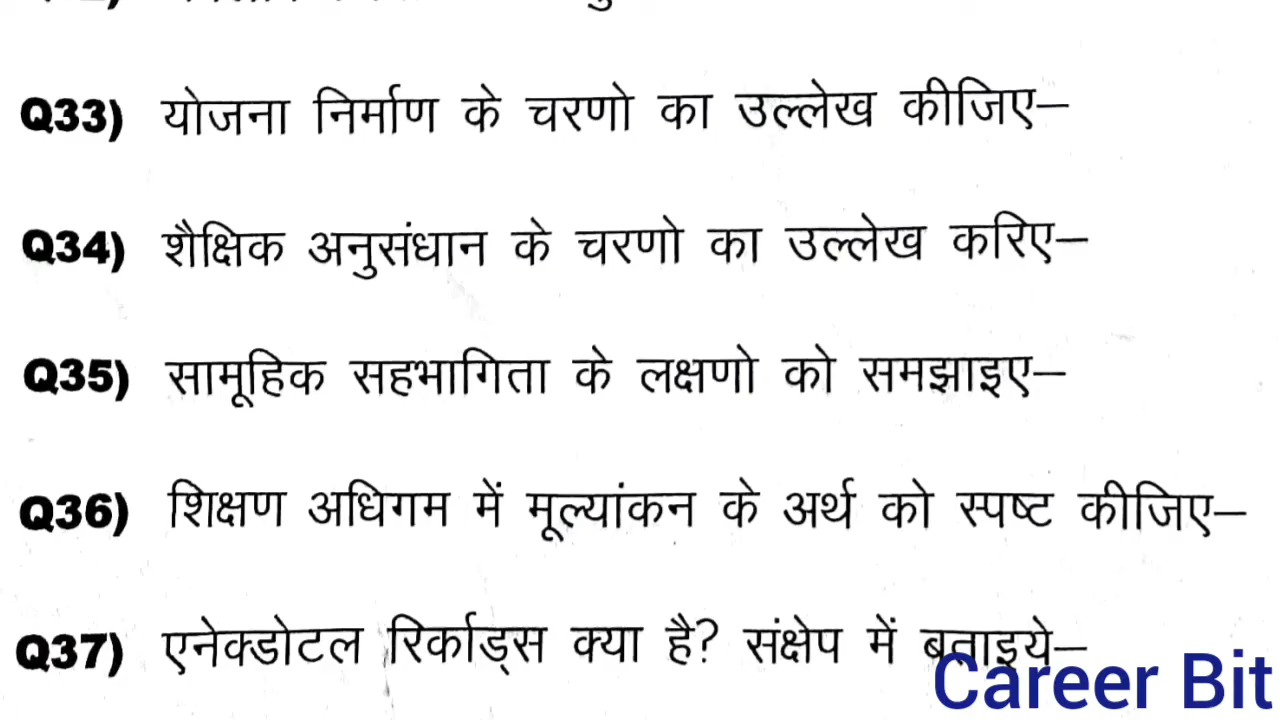 Q33) योजना निर्माण के चरणो का उल्लेख कीजिए–
Q34) शैक्षिक अनुसंधान के चरणो का उल्लेख करिए–
Q35) सामूहिक सहभागिता के लक्षणो को समझाइए–
Q36) शिक्षण अधिगम में मूल्यांकन के अर्थ को स्पष्ट कीजिए–
Q37) एनेक्डोटल रिर्काड्स क्या है? संक्षेप में बताइये–
Career Bit